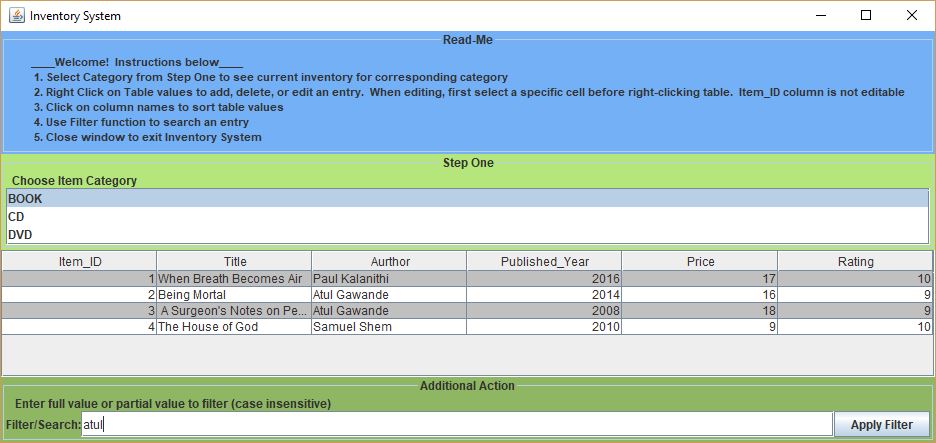 Inventory System
Read-Me
____Welcome!  Instructions below____
1. Select Category from Step One to see current inventory for corresponding category
2. Right Click on Table values to add, delete, or edit an entry.  When editing, first select a specific cell before right-clicking table.  Item_ID column is not editable
3. Click on column names to sort table values
4. Use Filter function to search an entry
5. Close window to exit Inventory System
Step One
Choose Item Category
BOOK
CD
DVD
Item_ID Title Aurthor Published_Year Price Rating
1 When Breath Becomes Air Paul Kalanithi 2016 17 10
2 Being Mortal Atul Gawande 2014 16 9
3 A Surgeon's Notes on Pe... Atul Gawande 2008 18 9
4 The House of God Samuel Shem 2010 9 10
Additional Action
Enter full value or partial value to filter (case insensitive)
Filter/Search: atul Apply Filter